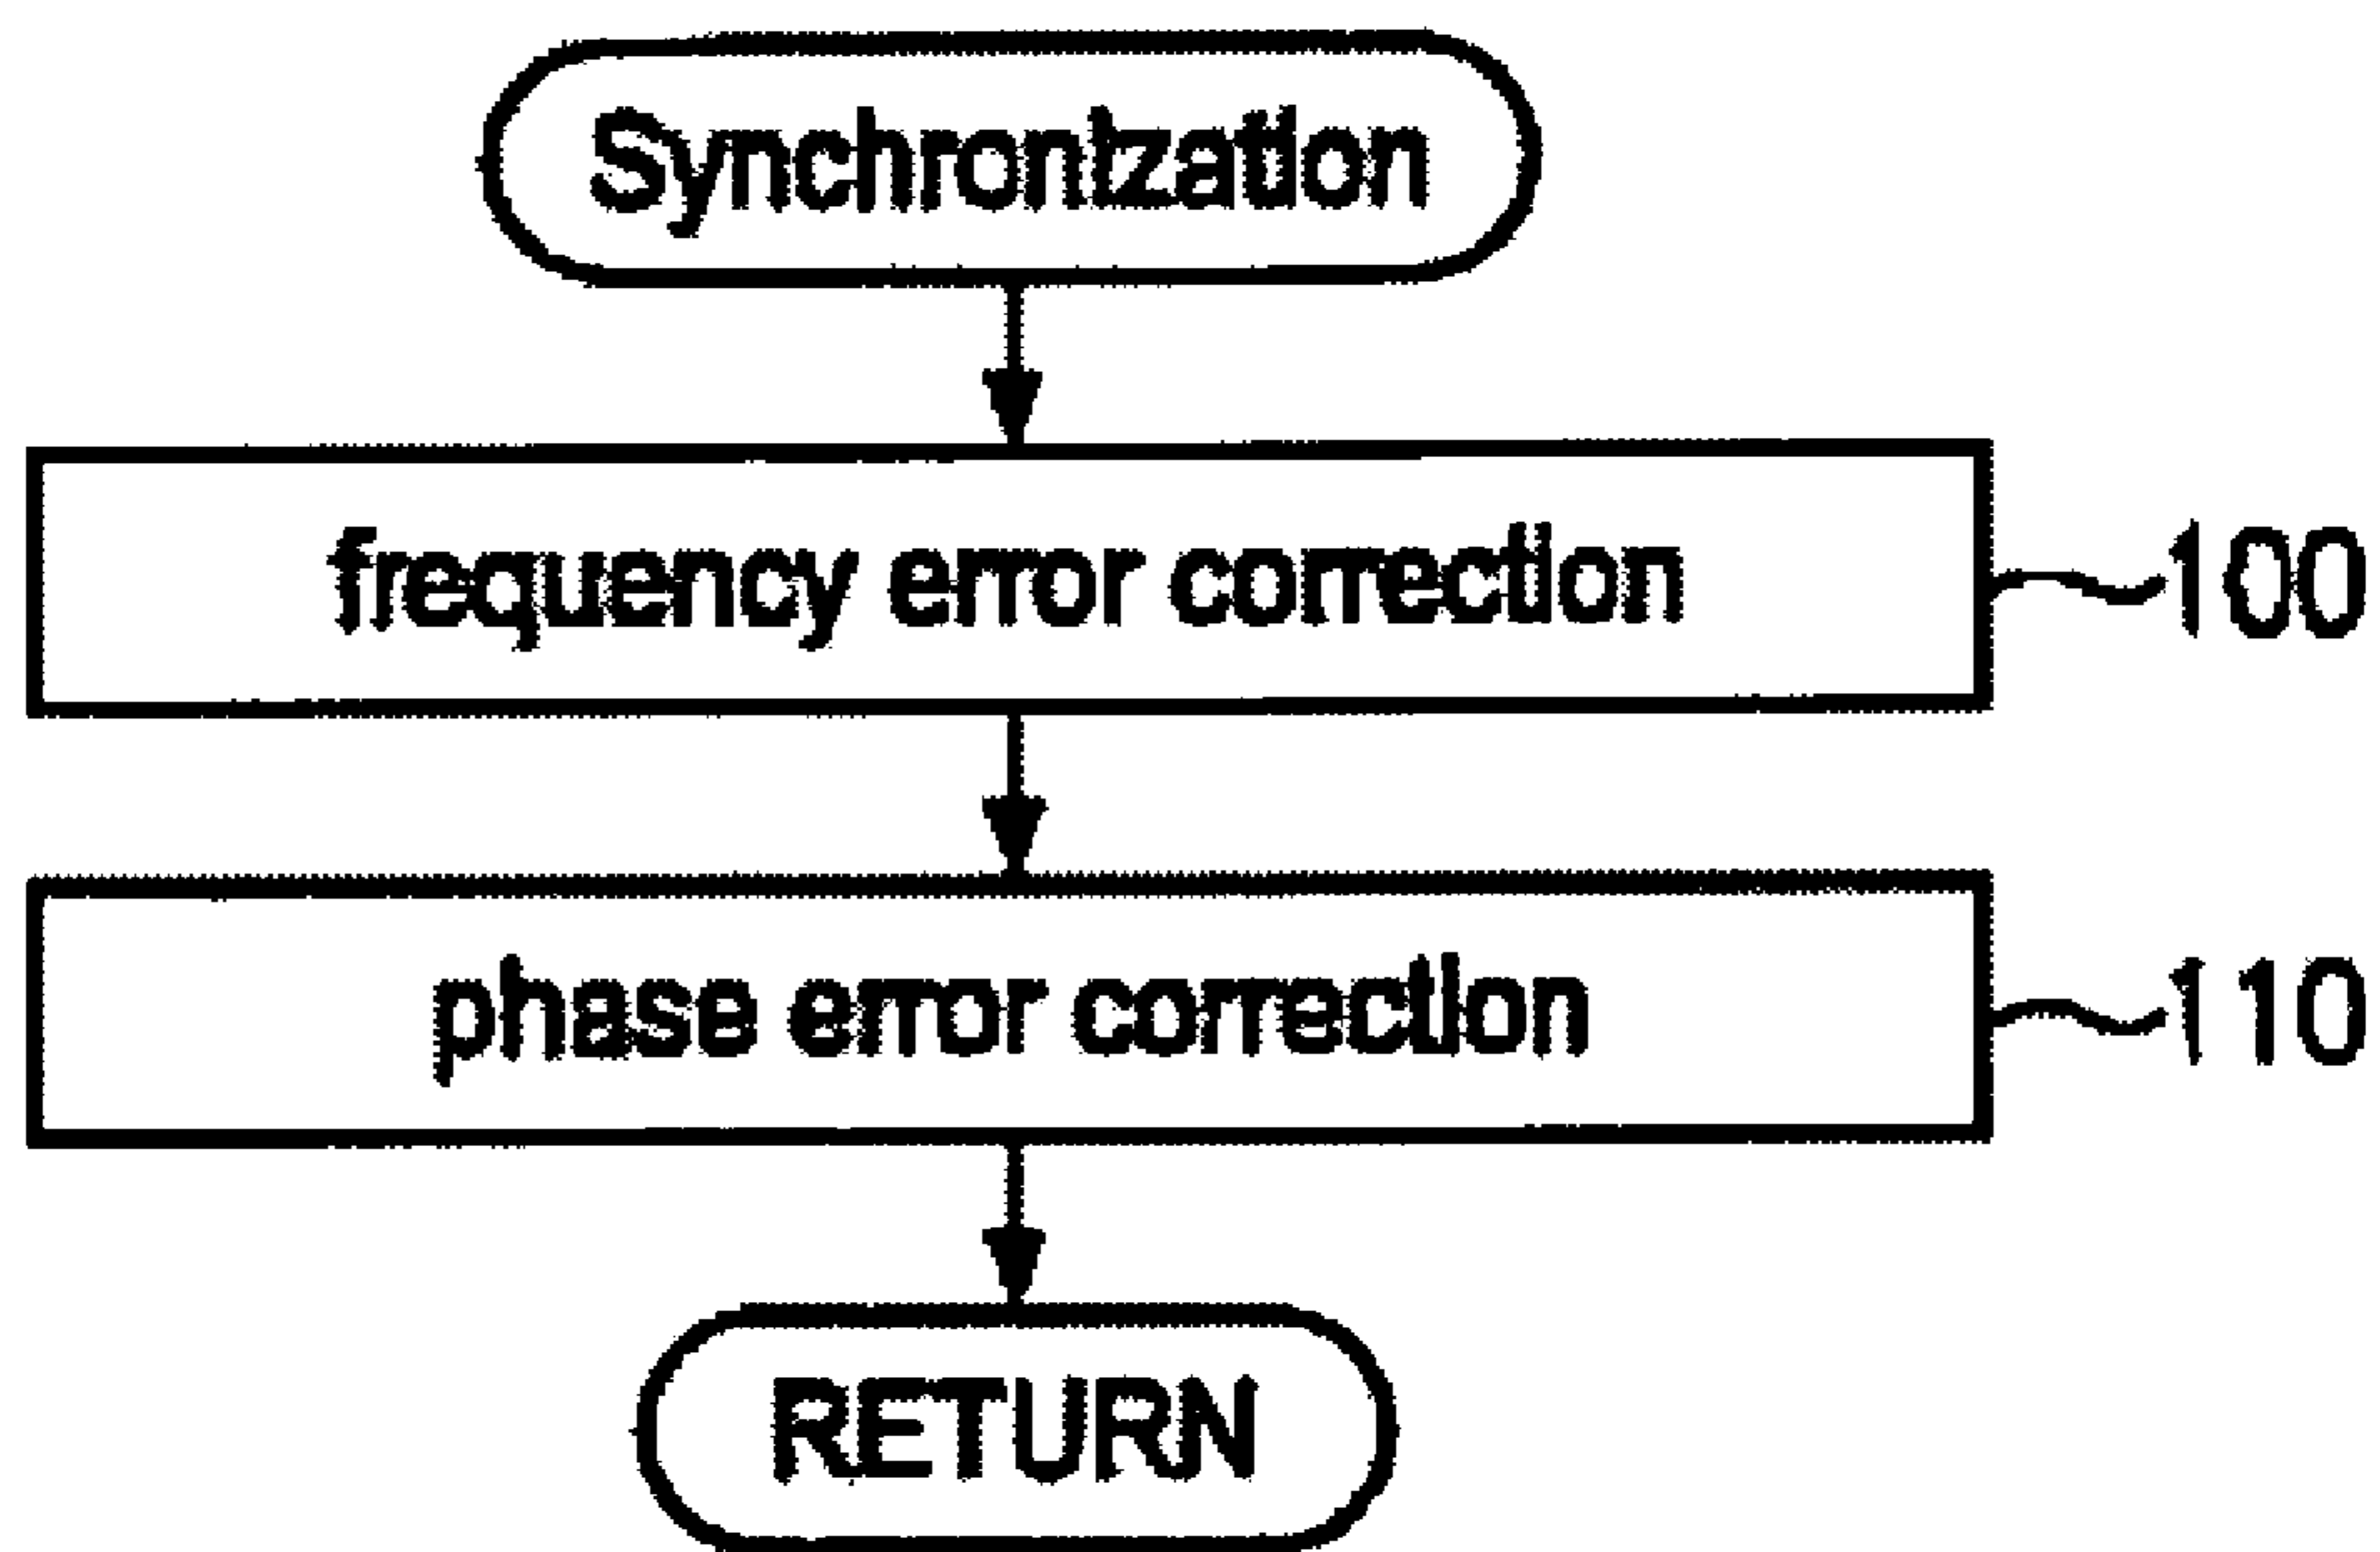 Synchronization
frequency error correction
100
phase error correction
110
RETURN